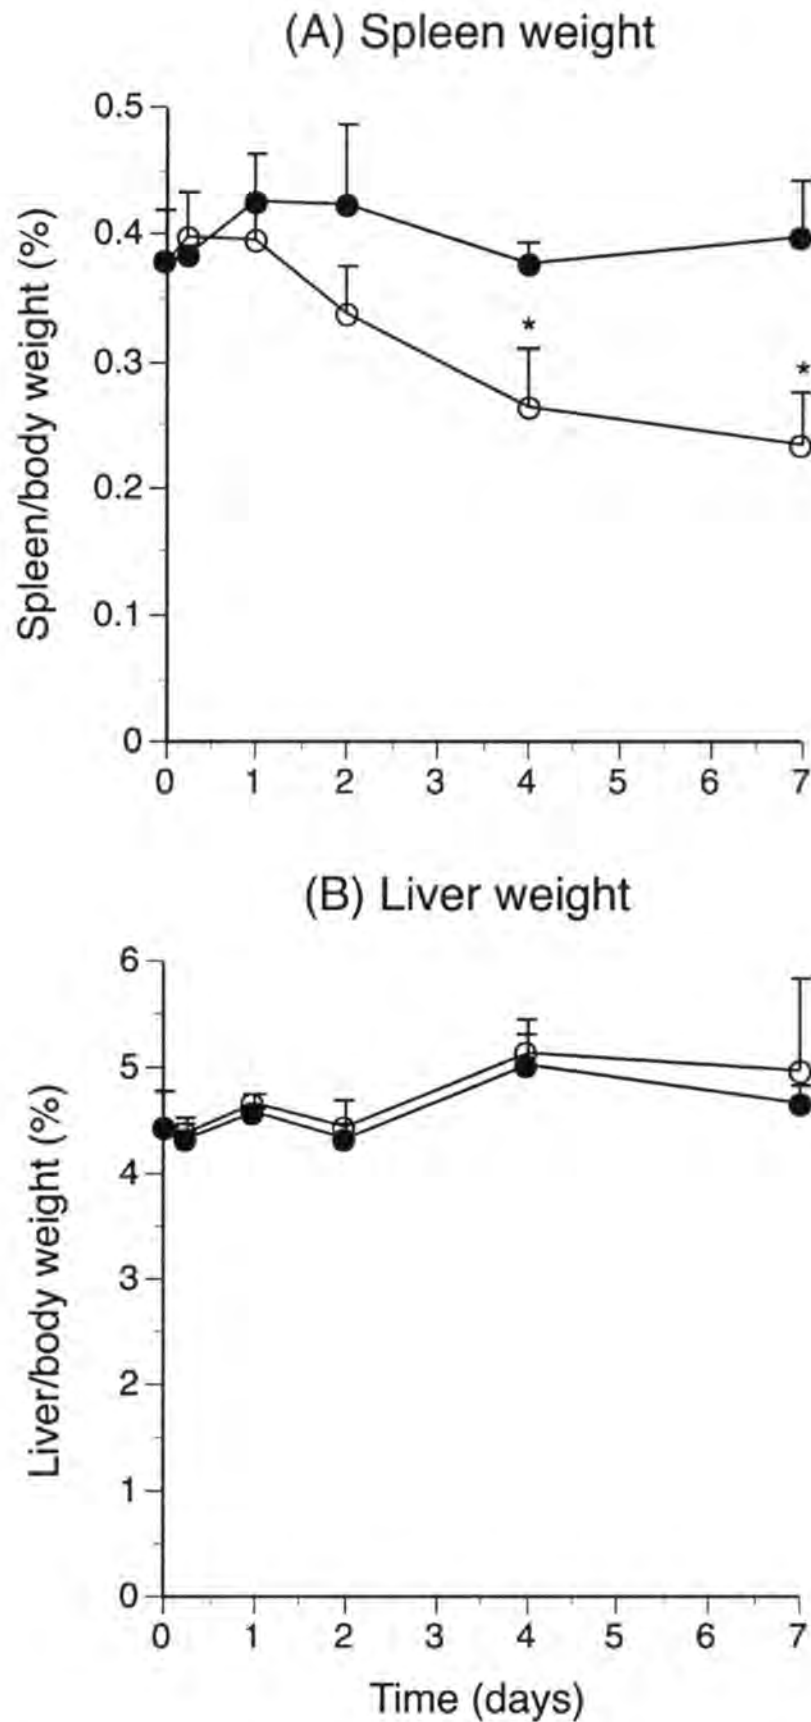 (A) Spleen weight
Spleen/body weight (%)
0.5
0.4
0.3
0.2
0.1
0
*
*
0 1 2 3 4 5 6 7
(B) Liver weight
Liver/body weight (%)
6
5
4
3
2
1
0
0 1 2 3 4 5 6 7
Time (days)